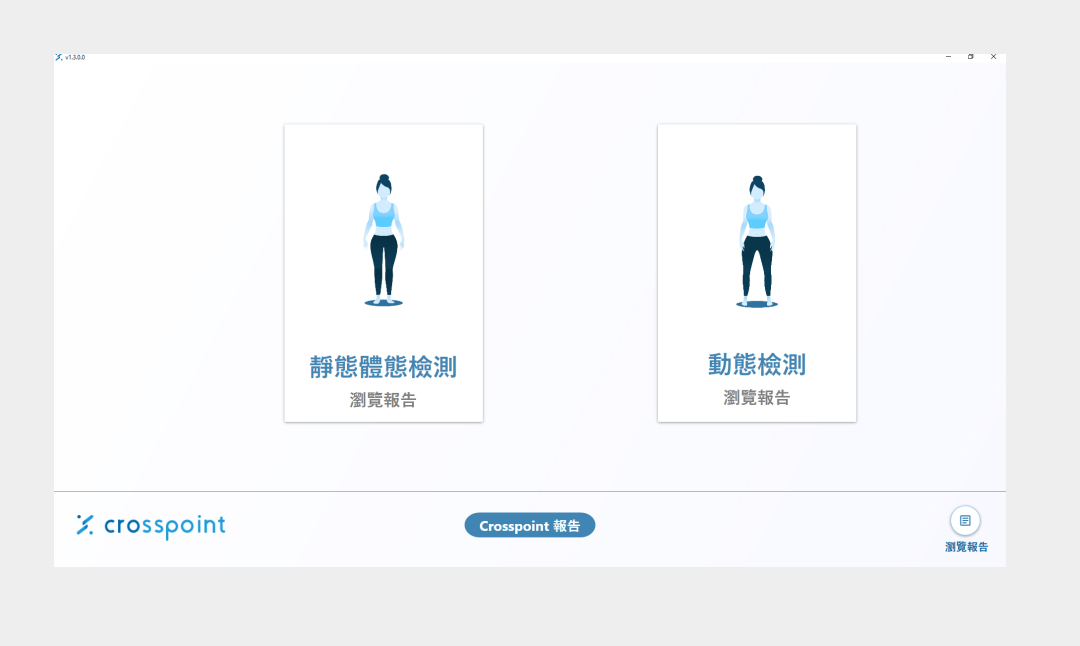 v1.3.0.0
靜態體態檢測
瀏覽報告
動態檢測
瀏覽報告
crosspoint
Crosspoint 報告
瀏覽報告